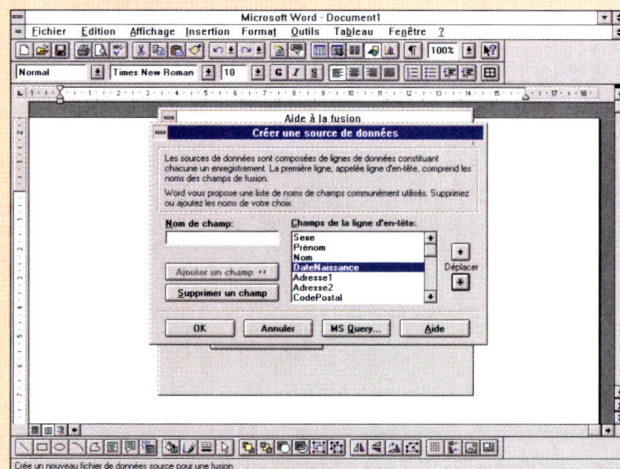 Microsoft Word - Document1
Fichier Edition Affichage Insertion Format Outils Tableau Fenêtre ?
100%
Normal Times New Roman 10 G I S
Aide à la fusion
Créer une source de données
Les sources de données sont composées de lignes de données constituant
chacune un enregistrement. La première ligne, appelée ligne d'en-tête, comprend les
noms des champs de fusion.
Word vous propose une liste de noms de champs communément utilisés. Supprimez
ou ajoutez les noms de votre choix.
Nom de champ:
Champs de la ligne d'en-tête:
Sexe
Prénom
Nom
DateNaissance
Adresse1
Adresse2
CodePostal
Ajouter un champ
Supprimer un champ
Déplacer
OK Annuler MS Query... Aide
Crée un nouveau fichier de données source pour une fusion